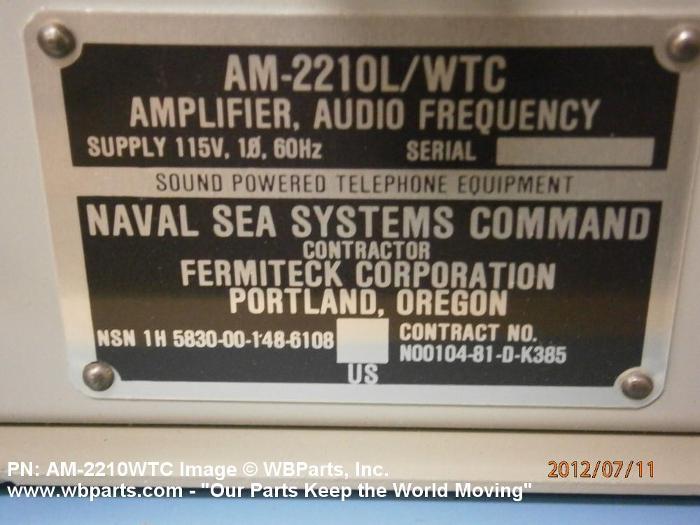 AM-2210L/WTC
AMPLIFIER, AUDIO FREQUENCY
SUPPLY 115V, 1Ø, 60Hz SERIAL
SOUND POWERED TELEPHONE EQUIPMENT
NAVAL SEA SYSTEMS COMMAND
CONTRACTOR
FERMITECK CORPORATION
PORTLAND, OREGON
NSN 1H 5830-00-148-6108 CONTRACT NO.
N00104-81-D-K385
US
PN: AM-2210WTC Image © WBParts, Inc. 2012/07/11
www.wbparts.com - "Our Parts Keep the World Moving"